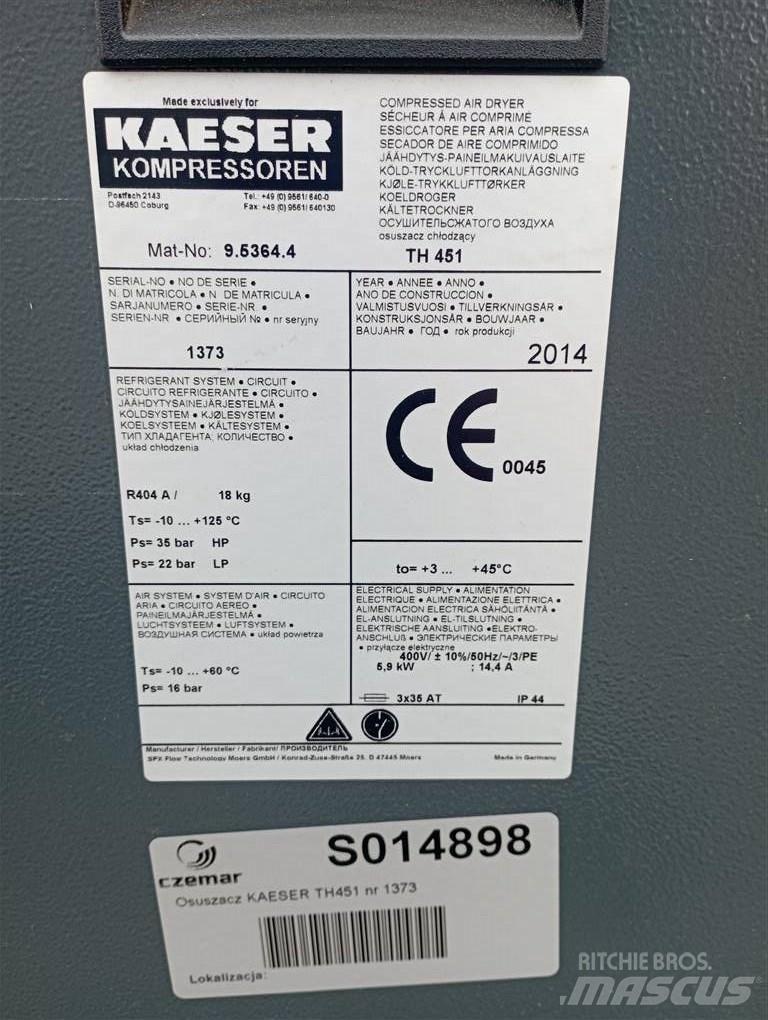 Made exclusively for
KAESER
KOMPRESSOREN
Postfach 2143
D-96450 Coburg
Tel.: +49 (0) 9561/ 640-0
Fax: +49 (0) 9561/ 640130
COMPRESSED AIR DRYER
SÉCHEUR À AIR COMPRIMÉ
ESSICCATORE PER ARIA COMPRESSA
SECADOR DE AIRE COMPRIMIDO
JÄÄHDYTYS-PAINEILMAKUIVAUSLAITE
KÖLD-TRYCKLUFTTORKANLÄGGNING
KJØLE-TRYKKLUFTTØRKER
KOELDROGER
KÄLTETROCKNER
ОСУШИТЕЛЬСЖАТОГО ВОЗДУХА
osuszacz chłodzący
Mat-No: 9.5364.4
TH 451
SERIAL-NO • NO DE SERIE •
N. DI MATRICOLA • N DE MATRICULA •
SARJANUMERO • SERIE-NR •
SERIEN-NR • СЕРИЙНЫЙ № • nr seryjny
1373
YEAR • ANNEE • ANNO •
ANO DE CONSTRUCCION •
VALMISTUSVUOSI • TILLVERKNINGSÅR •
KONSTRUKSJONSÅR • BOUWJAAR •
BAUJAHR • ГОД • rok produkcji
2014
REFRIGERANT SYSTEM • CIRCUIT •
CIRCUITO REFRIGERANTE • CIRCUITO •
JÄÄHDYTYSAINEJÄRJESTELMÄ •
KÖLDSYSTEM • KJØLESYSTEM •
KOELSYSTEEM • KÄLTESYSTEM •
ТИП ХЛАДАГЕНТА; КОЛИЧЕСТВО •
układ chłodzenia
R404 A / 18 kg
Ts= -10 ... +125 °C
Ps= 35 bar HP
Ps= 22 bar LP
CE 0045
to= +3 ... +45°C
AIR SYSTEM • SYSTEM D'AIR • CIRCUITO
ARIA • CIRCUITO AEREO •
PAINEILMAJÄRJESTELMÄ •
LUCHTSYSTEEM • LUFTSYSTEM •
ВОЗДУШНАЯ СИСТЕМА • układ powietrza
Ts= -10 ... +60 °C
Ps= 16 bar
ELECTRICAL SUPPLY • ALIMENTATION
ELECTRIQUE • ALIMENTAZIONE ELETTRICA •
ALIMENTACION ELECTRICA SÄHÖLIITÄNTÄ •
EL-ANSLUTNING • EL-TILSLUTNING •
ELEKTRISCHE AANSLUITING • ELEKTRO-
ANSCHLUß • ЭЛЕКТРИЧЕСКИЕ ПАРАМЕТРЫ
• przyłącze elektryczne
400V/ ± 10%/50Hz/~/3/PE
5,9 kW ; 14,4 A
3x35 AT IP 44
Manufacturer / Hersteller / Fabrikant/ ПРОИЗВОДИТЕЛЬ
SPX Flow Technology Moers GmbH / Konrad-Zuse-Straße 25, D 47445 Moers
Made in Germany
czemar
S014898
Osuszacz KAESER TH451 nr 1373
Lokalizacja:
RITCHIE BROS.
MASCUS